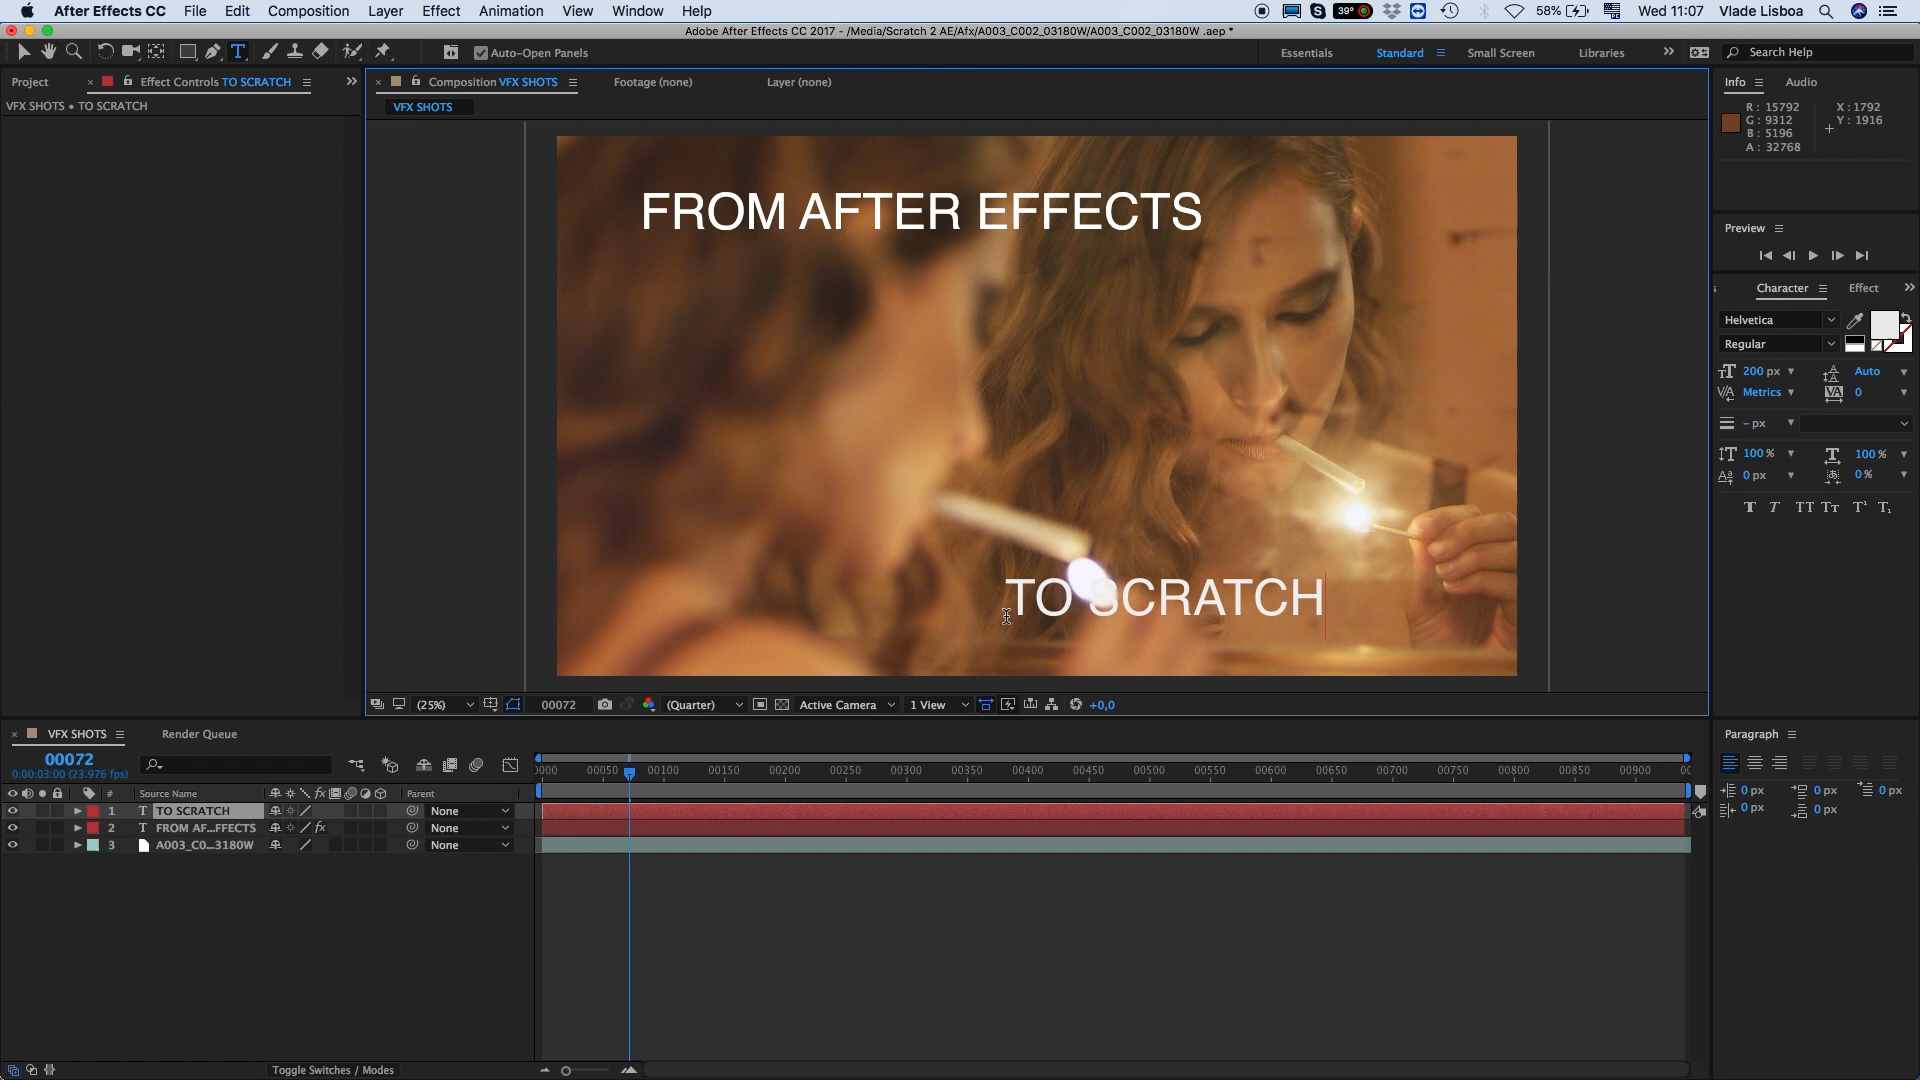 After Effects CC File Edit Composition Layer Effect Animation View Window Help 39° 58% Wed 11:07 Vlade Lisboa
Adobe After Effects CC 2017 - /Media/Scratch 2 AE/Afx/A003_C002_03180W/A003_C002_03180W .aep *
Auto-Open Panels Essentials Standard Small Screen Libraries Search Help
Project Effect Controls TO SCRATCH
VFX SHOTS • TO SCRATCH
Composition VFX SHOTS Footage (none) Layer (none)
VFX SHOTS
FROM AFTER EFFECTS
TO SCRATCH
(25%) 00072 (Quarter) Active Camera 1 View +0,0
Info Audio
R : 15792 X : 1792
G : 9312 Y : 1916
B : 5196
A : 32768
Preview
Character Effect
Helvetica
Regular
200 px Auto
Metrics 0
- px
100 % 100 %
0 px 0 %
VFX SHOTS Render Queue
00072
0:00:03:00 (23.976 fps)
0000 00050 00100 00150 00200 00250 00300 00350 00400 00450 00500 00550 00600 00650 00700 00750 00800 00850 00900
# Source Name Parent
1 T TO SCRATCH None
2 T FROM AF...FFECTS fx None
3 A003_C0...3180W None
Toggle Switches / Modes
Paragraph
0 px 0 px 0 px
0 px 0 px